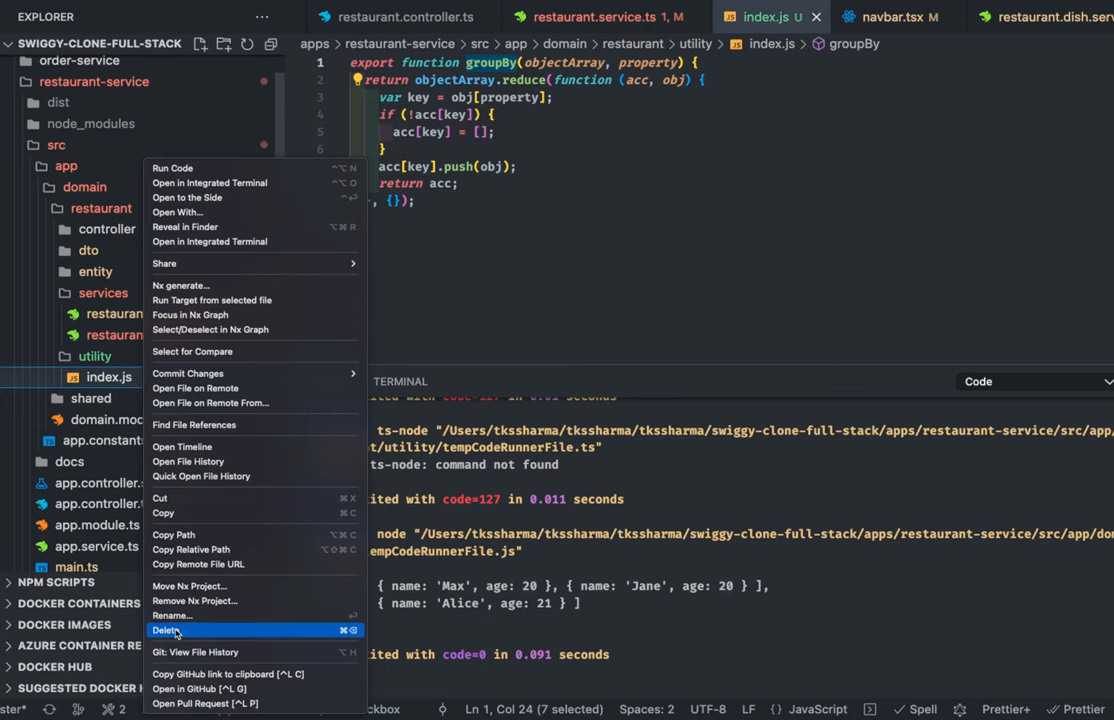 EXPLORER
restaurant.controller.ts
restaurant.service.ts 1, M
index.js U
navbar.tsx M
restaurant.dish.ser
SWIGGY-CLONE-FULL-STACK
apps > restaurant-service > src > app > domain > restaurant > utility > index.js > groupBy
order-service
restaurant-service
dist
node_modules
src
app
domain
restaurant
controller
dto
entity
services
restauran
restauran
utility
index.js
shared
domain.mod
app.constants
docs
app.controller.
app.controller.t
app.module.ts
app.service.ts
main.ts
NPM SCRIPTS
DOCKER CONTAINERS
DOCKER IMAGES
AZURE CONTAINER RE
DOCKER HUB
SUGGESTED DOCKER H
1 export function groupBy(objectArray, property) {
2 return objectArray.reduce(function (acc, obj) {
3 var key = obj[property];
4 if (!acc[key]) {
5 acc[key] = [];
6 }
acc[key].push(obj);
return acc;
}, {});
Run Code ^⌥ N
Open in Integrated Terminal ^⌥ O
Open to the Side ^⏎
Open With...
Reveal in Finder ⌥⌘ R
Open in Integrated Terminal
Share
Nx generate...
Run Target from selected file
Focus in Nx Graph
Select/Deselect in Nx Graph
Select for Compare
Commit Changes
Open File on Remote
Open File on Remote From...
Find File References
Open Timeline
Open File History
Quick Open File History
Cut ⌘ X
Copy ⌘ C
Copy Path ⌥⌘ C
Copy Relative Path ⌥⇧⌘ C
Copy Remote File URL
Move Nx Project...
Remove Nx Project...
Rename... ⏎
Delete ⌘⌫
Git: View File History ⌥ H
Copy GitHub link to clipboard [^L C]
Open in GitHub [^L G]
Open Pull Request [^L P]
TERMINAL
Code
ited with code=127 in 0.01 seconds
ts-node "/Users/tkssharma/tkssharma/tkssharma/swiggy-clone-full-stack/apps/restaurant-service/src/app/
t/utility/tempCodeRunnerFile.ts"
ts-node: command not found
ited with code=127 in 0.011 seconds
node "/Users/tkssharma/tkssharma/tkssharma/swiggy-clone-full-stack/apps/restaurant-service/src/app/dom
empCodeRunnerFile.js"
{ name: 'Max', age: 20 }, { name: 'Jane', age: 20 } ],
{ name: 'Alice', age: 21 } ]
ited with code=0 in 0.091 seconds
ster* 2 ckbox Ln 1, Col 24 (7 selected) Spaces: 2 UTF-8 LF {} JavaScript Spell Prettier+ Prettier